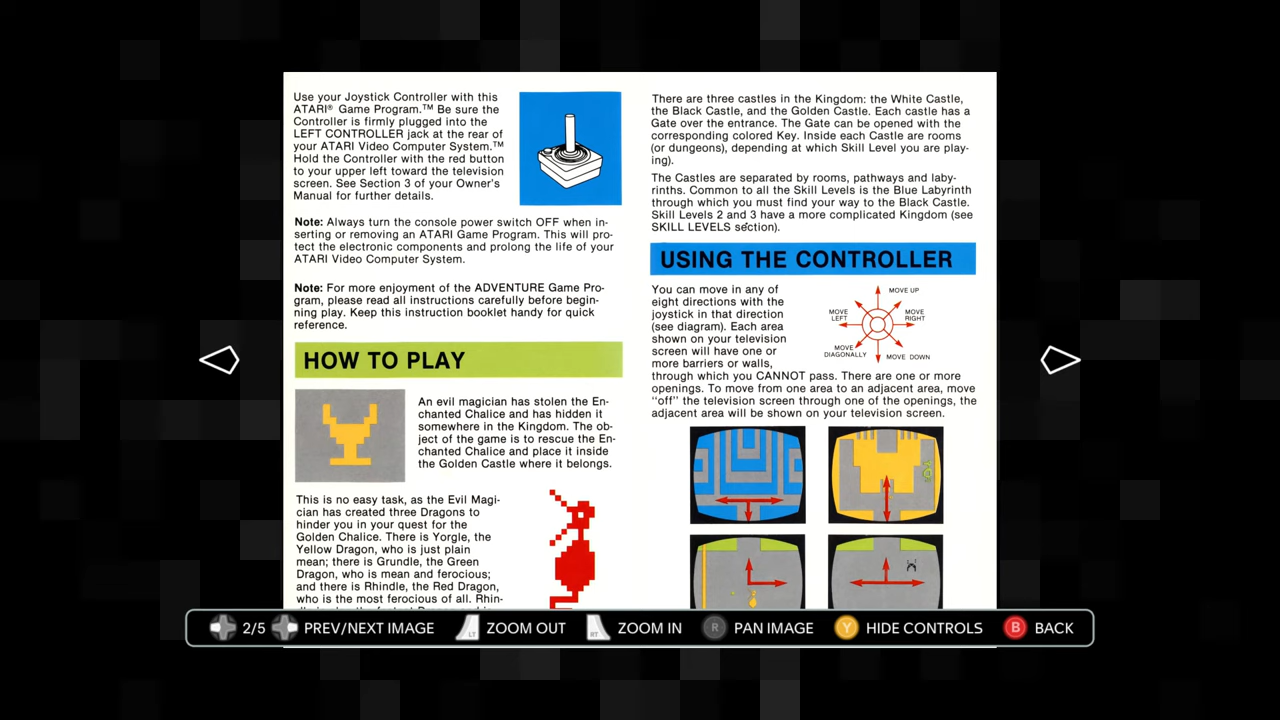 Use your Joystick Controller with this
ATARI® Game Program.™ Be sure the
Controller is firmly plugged into the
LEFT CONTROLLER jack at the rear of
your ATARI Video Computer System.™
Hold the Controller with the red button
to your upper left toward the television
screen. See Section 3 of your Owner's
Manual for further details.
Note: Always turn the console power switch OFF when in-
serting or removing an ATARI Game Program. This will pro-
tect the electronic components and prolong the life of your
ATARI Video Computer System.
Note: For more enjoyment of the ADVENTURE Game Pro-
gram, please read all instructions carefully before begin-
ning play. Keep this instruction booklet handy for quick
reference.
HOW TO PLAY
An evil magician has stolen the En-
chanted Chalice and has hidden it
somewhere in the Kingdom. The ob-
ject of the game is to rescue the En-
chanted Chalice and place it inside
the Golden Castle where it belongs.
This is no easy task, as the Evil Magi-
cian has created three Dragons to
hinder you in your quest for the
Golden Chalice. There is Yorgle, the
Yellow Dragon, who is just plain
mean; there is Grundle, the Green
Dragon, who is mean and ferocious;
and there is Rhindle, the Red Dragon,
who is the most ferocious of all. Rhin-
There are three castles in the Kingdom: the White Castle,
the Black Castle, and the Golden Castle. Each castle has a
Gate over the entrance. The Gate can be opened with the
corresponding colored Key. Inside each Castle are rooms
(or dungeons), depending at which Skill Level you are play-
ing).
The Castles are separated by rooms, pathways and laby-
rinths. Common to all the Skill Levels is the Blue Labyrinth
through which you must find your way to the Black Castle.
Skill Levels 2 and 3 have a more complicated Kingdom (see
SKILL LEVELS section).
USING THE CONTROLLER
You can move in any of
eight directions with the
joystick in that direction
(see diagram). Each area
shown on your television
screen will have one or
more barriers or walls,
through which you CANNOT pass. There are one or more
openings. To move from one area to an adjacent area, move
“off” the television screen through one of the openings, the
adjacent area will be shown on your television screen.
MOVE UP
MOVE
LEFT
MOVE
RIGHT
MOVE
DIAGONALLY
MOVE DOWN
2/5 PREV/NEXT IMAGE LT ZOOM OUT RT ZOOM IN R PAN IMAGE Y HIDE CONTROLS B BACK